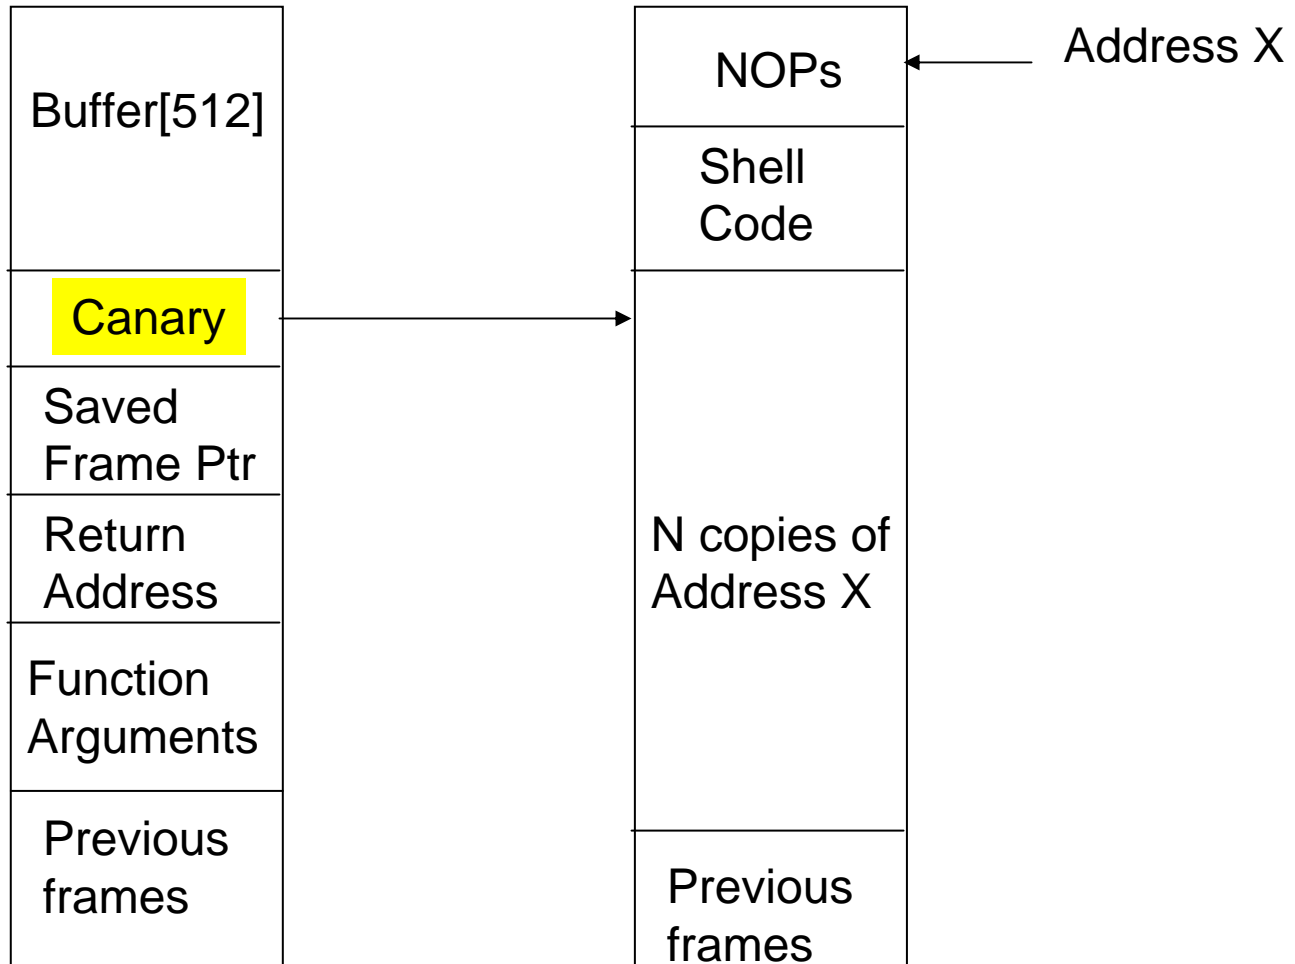 Buffer[512]
Canary
Saved
Frame Ptr
Return
Address
Function
Arguments
Previous
frames
NOPs
Address X
Shell
Code
N copies of
Address X
Previous
frames